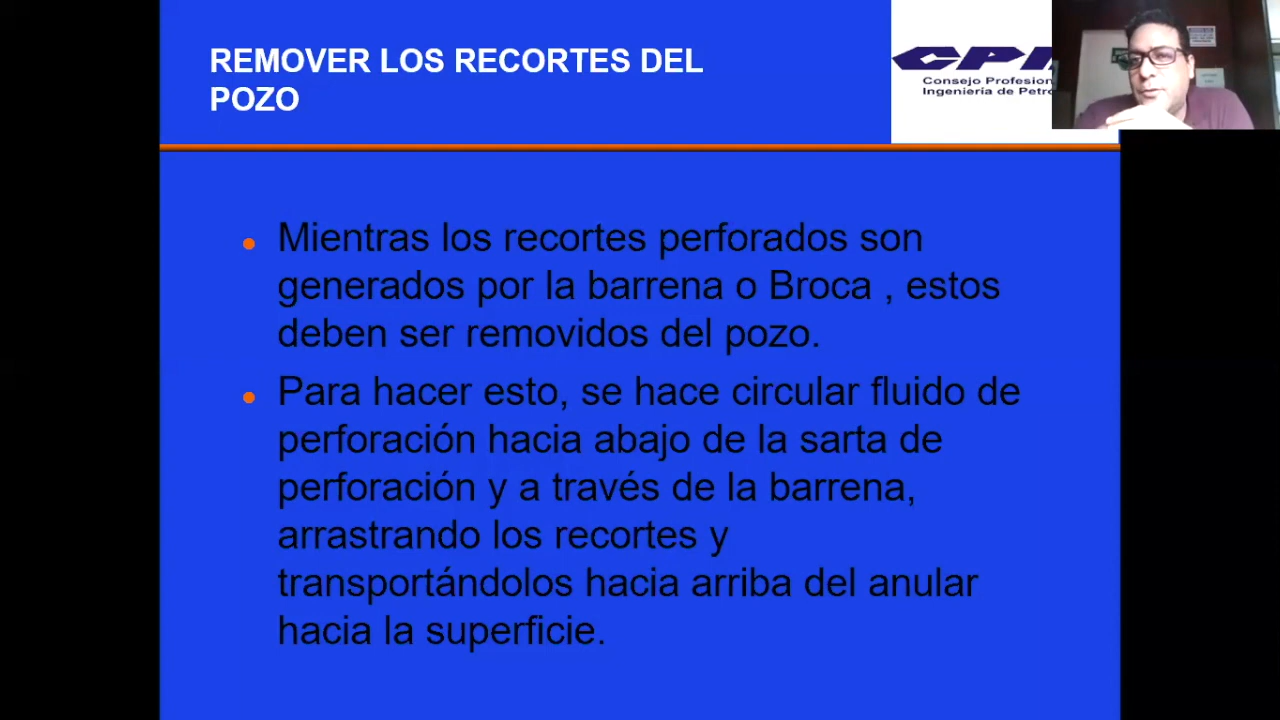 REMOVER LOS RECORTES DEL
POZO
Consejo Profesion
Ingeniería de Petro
Mientras los recortes perforados son
generados por la barrena o Broca , estos
deben ser removidos del pozo.
Para hacer esto, se hace circular fluido de
perforación hacia abajo de la sarta de
perforación y a través de la barrena,
arrastrando los recortes y
transportándolos hacia arriba del anular
hacia la superficie.